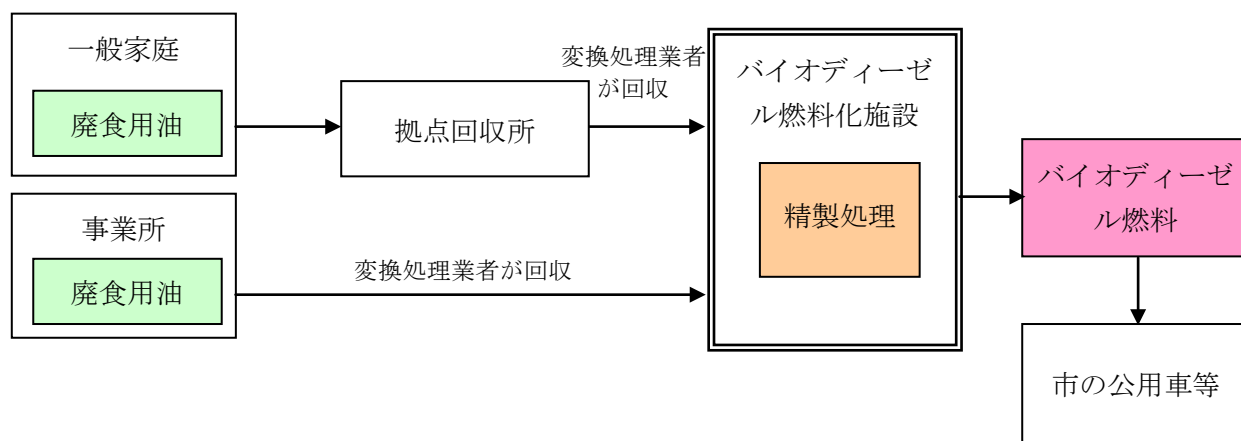 一般家庭
廃食用油
拠点回収所
変換処理業者
が回収
バイオディーゼ
ル燃料化施設
精製処理
バイオディーゼ
ル燃料
事業所
廃食用油
変換処理業者が回収
市の公用車等